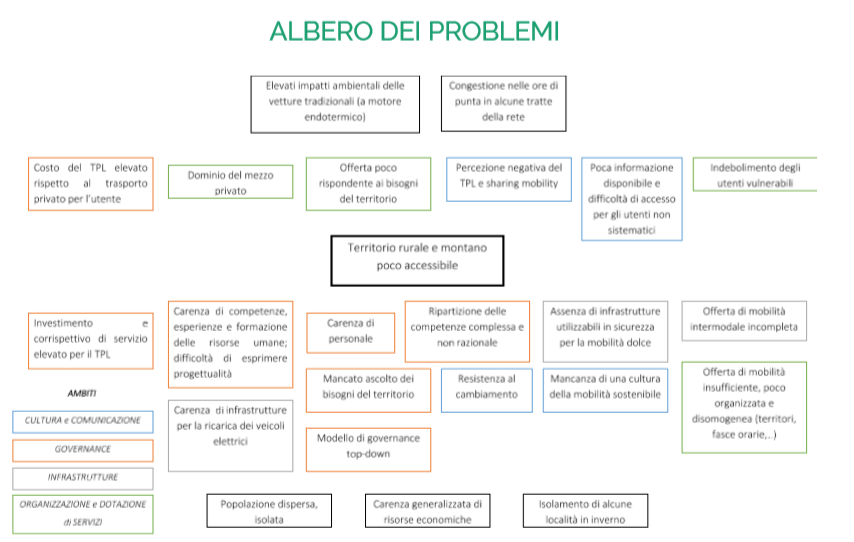 ALBERO DEI PROBLEMI
Elevati impatti ambientali delle
vetture tradizionali (a motore
endotermico)
Congestione nelle ore di
punta in alcune tratte
della rete
Costo del TPL elevato
rispetto al trasporto
privato per l'utente
Dominio del mezzo
privato
Offerta poco
rispondente ai bisogni
del territorio
Percezione negativa del
TPL e sharing mobility
Poca informazione
disponibile e
difficoltà di accesso
per gli utenti non
sistematici
Indebolimento degli
utenti vulnerabili
Territorio rurale e montano
poco accessibile
Investimento e
corrispettivo di servizio
elevato per il TPL
Carenza di competenze,
esperienze e formazione
delle risorse umane;
difficoltà di esprimere
progettualità
Carenza di
personale
Ripartizione delle
competenze complessa e
non razionale
Assenza di infrastrutture
utilizzabili in sicurezza
per la mobilità dolce
Offerta di mobilità
intermodale incompleta
Mancato ascolto dei
bisogni del territorio
Resistenza al
cambiamento
Mancanza di una cultura
della mobilità sostenibile
Offerta di mobilità
insufficiente, poco
organizzata e
disomogenea (territori,
fasce orarie,..)
Carenza di infrastrutture
per la ricarica dei veicoli
elettrici
Modello di governance
top-down
AMBITI
CULTURA e COMUNICAZIONE
GOVERNANCE
INFRASTRUTTURE
ORGANIZZAZIONE e DOTAZIONE
di SERVIZI
Popolazione dispersa,
isolata
Carenza generalizzata di
risorse economiche
Isolamento di alcune
località in inverno